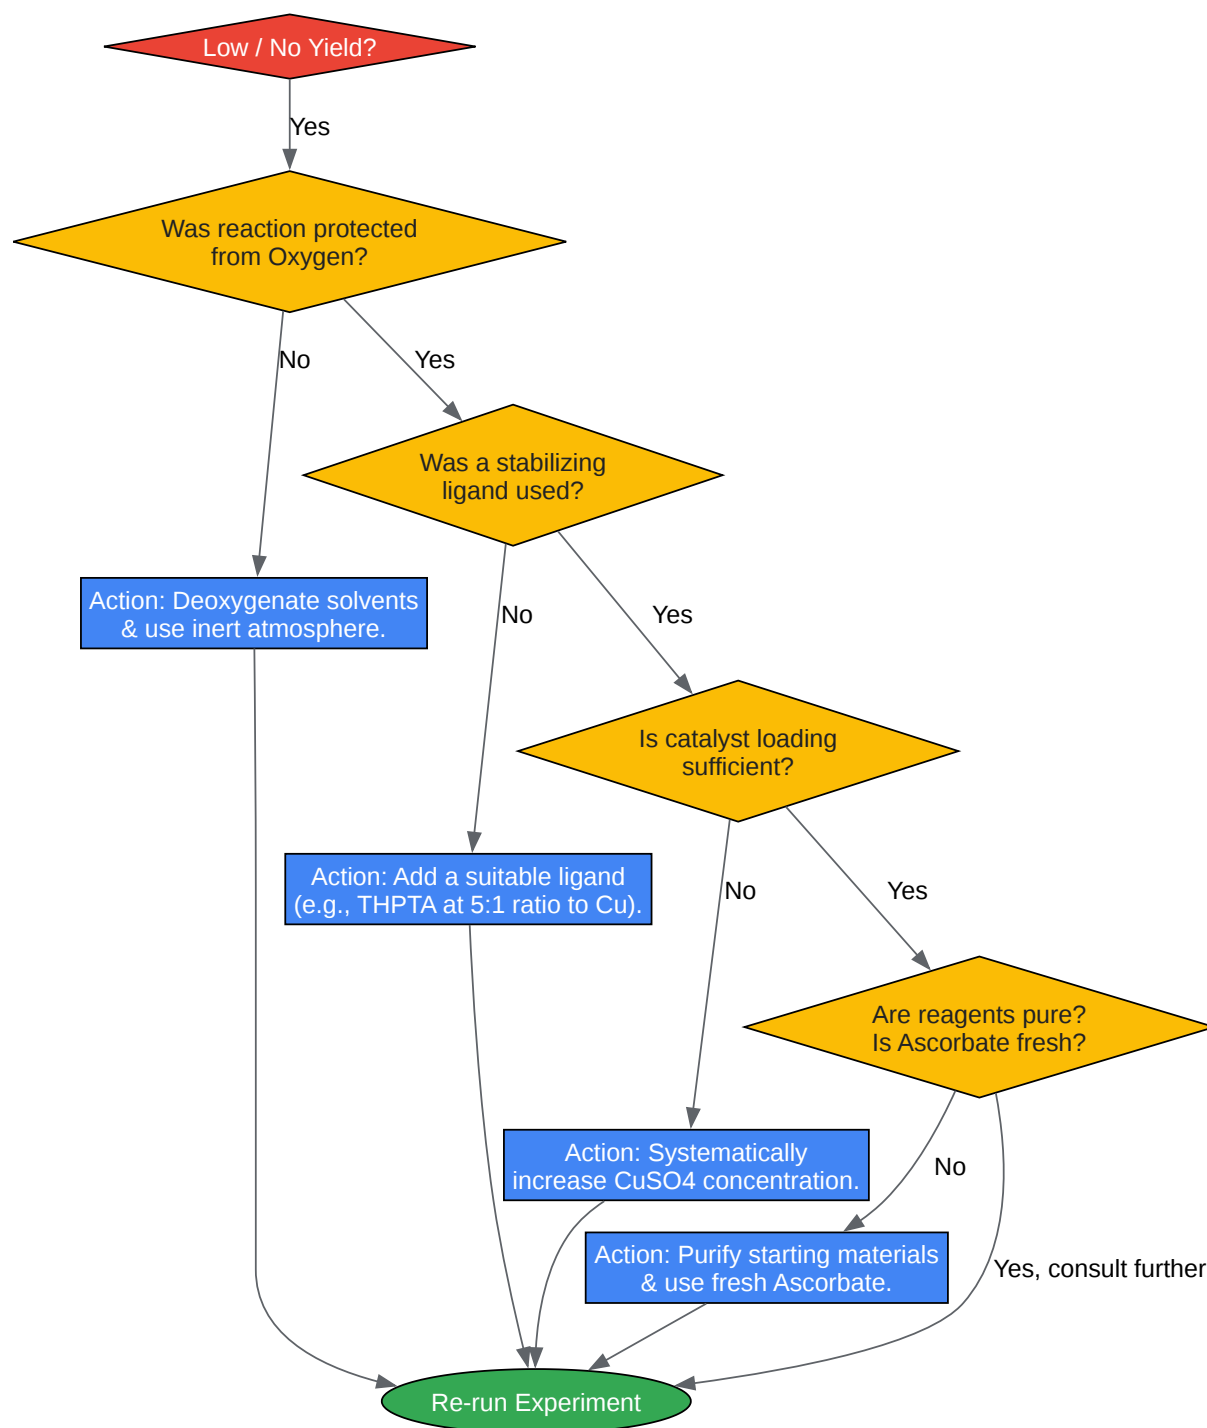 Low / No Yield?
Yes
Was reaction protected
from Oxygen?
No
Yes
Was a stabilizing
ligand used?
Action: Deoxygenate solvents
& use inert atmosphere.
No
Yes
Is catalyst loading
sufficient?
Action: Add a suitable ligand
(e.g., THPTA at 5:1 ratio to Cu).
No
Yes
Are reagents pure?
Is Ascorbate fresh?
Action: Systematically
increase CuSO4 concentration.
No
Action: Purify starting materials
& use fresh Ascorbate.
Yes, consult further
Re-run Experiment